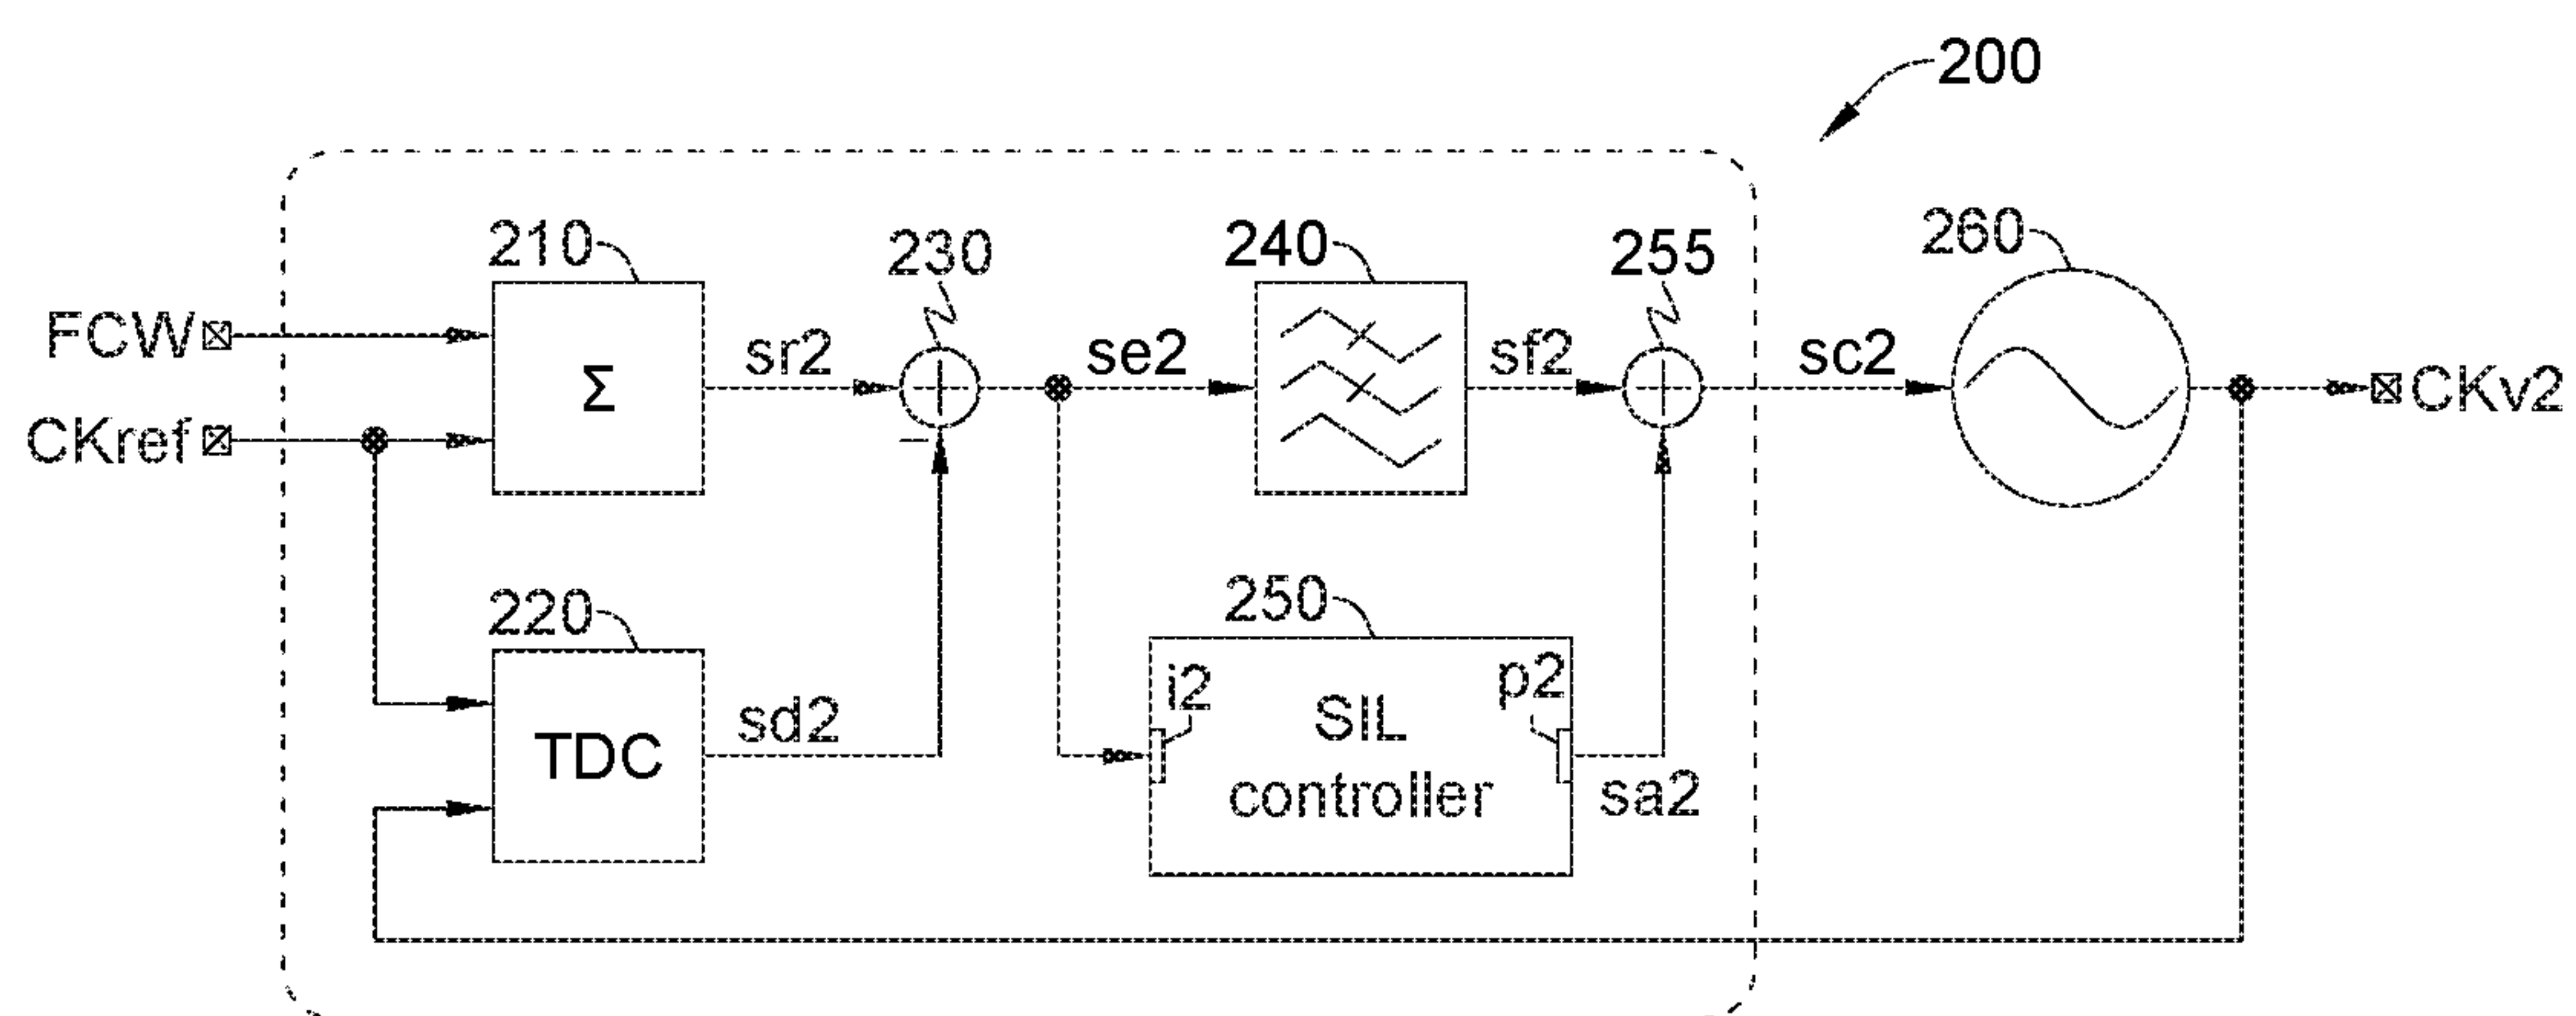 200
210
230
240
255
260
FCW
CKref
Σ
sr2
se2
sf2
sc2
CKv2
−
220
250
TDC
sd2
i2
p2
SIL
controller
sa2